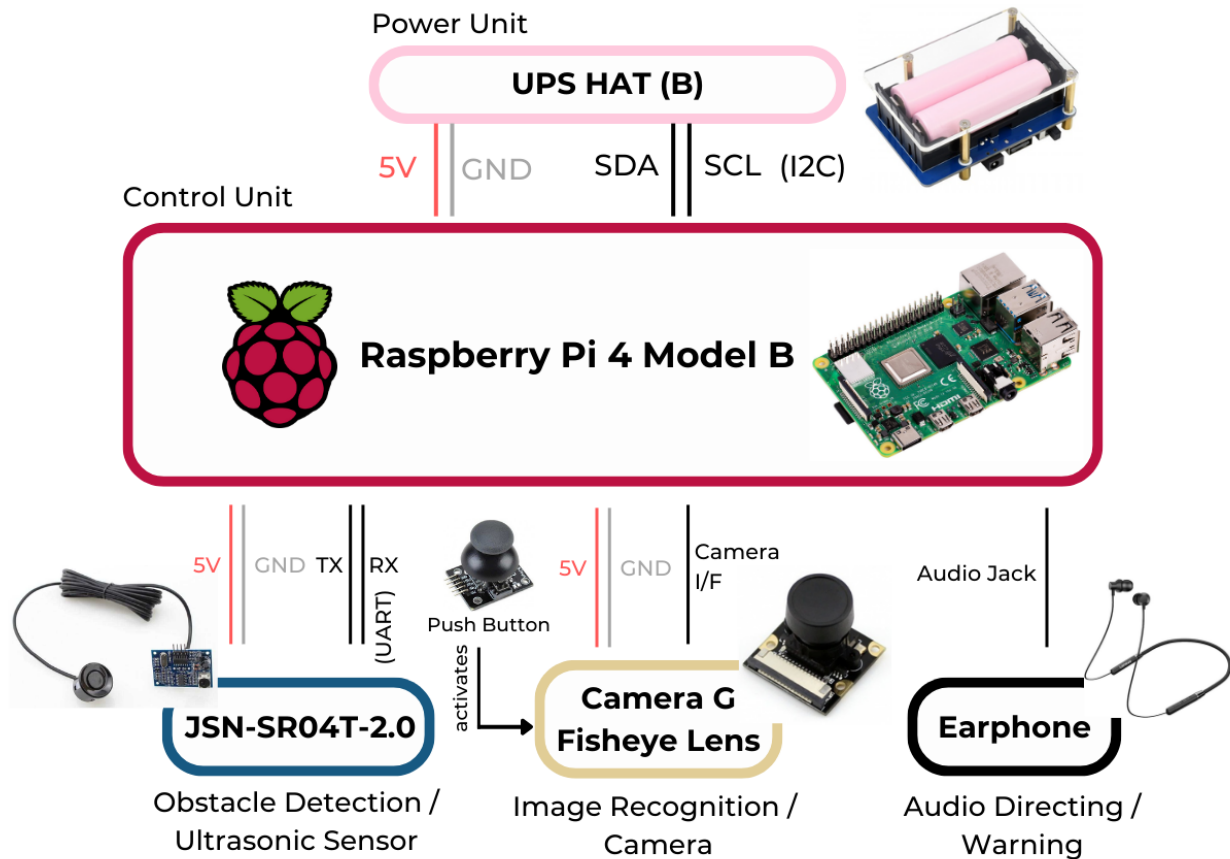 Power Unit
UPS HAT (B)
5V
GND
SDA
SCL
(I2C)
Control Unit
Raspberry Pi 4 Model B
HDMI
5V
GND
TX
RX
(UART)
Push Button
activates
5V
GND
Camera
I/F
Audio Jack
JSN-SR04T-2.0
Camera G
Fisheye Lens
Earphone
Obstacle Detection /
Ultrasonic Sensor
Image Recognition /
Camera
Audio Directing /
Warning